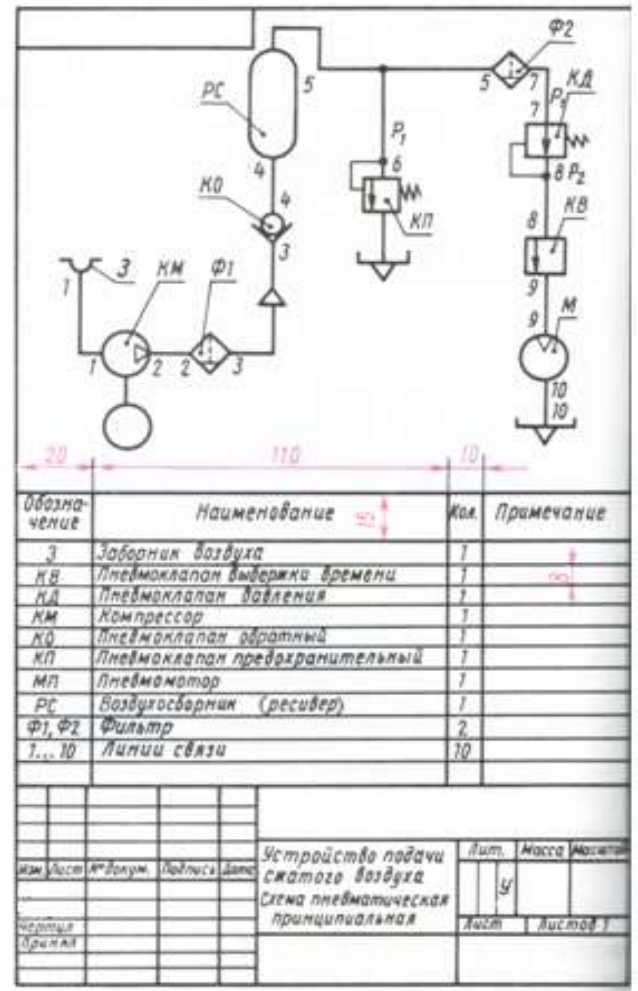 Ф2
5
7
КД
РС
5
7
Р₁
4
Р₁
6
8 Р₂
КО
4
3
КП
8
КВ
З
КМ
Ф1
9
1
9
М
1
2
2
3
10
10
20
110
10
Обозна-
чение
Наименование
15
Кол.
Примечание
З Заборник воздуха 1
КВ Пневмоклапан выдержки времени 1
8
КД Пневмоклапан давления 1
КМ Компрессор 1
КО Пневмоклапан обратный 1
КП Пневмоклапан предохранительный 1
МП Пневмомотор 1
РС Воздухосборник (ресивер) 1
Ф1, Ф2 Фильтр 2
1...10 Линии связи 10
Устройство подачи
сжатого воздуха
Схема пневматическая
принципиальная
Лит. Масса Масштаб
Изм. Лист № докум. Подпись Дата
У
Чертил
Принял
Лист
Листов 1